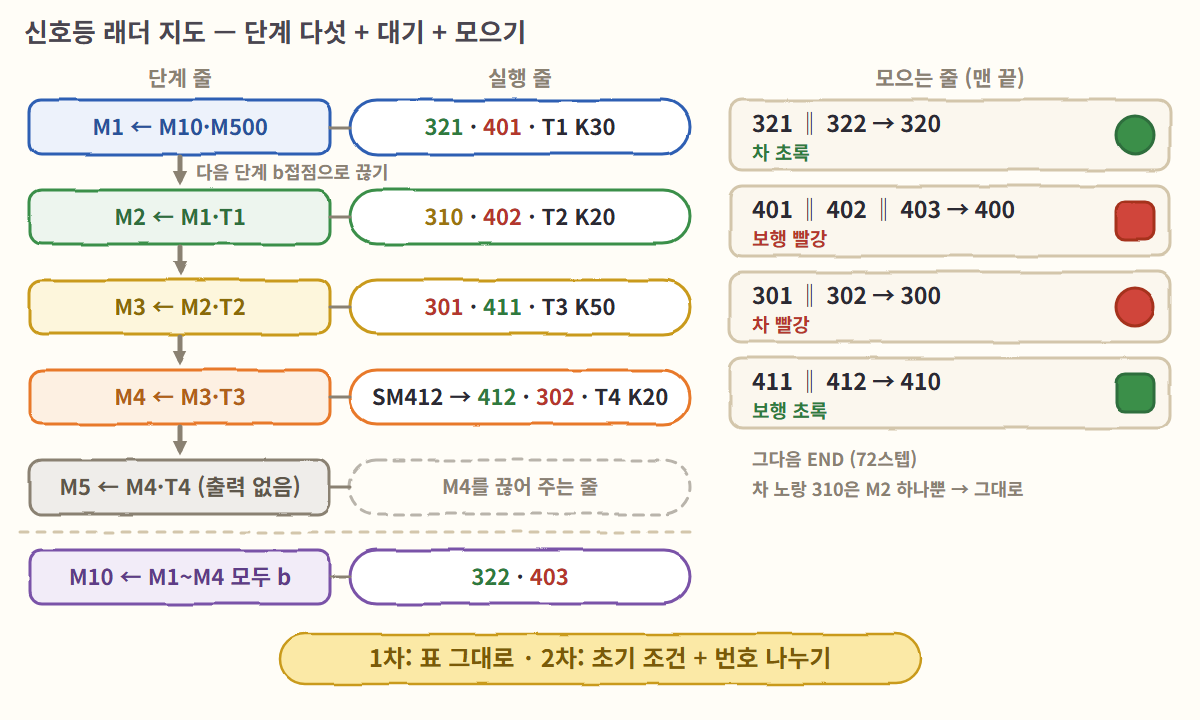 신호등 래더 지도 — 단계 다섯 + 대기 + 모으기
단계 줄
실행 줄
M1 ← M10·M500
321 · 401 · T1 K30
다음 단계 b접점으로 끊기
M2 ← M1·T1
310 · 402 · T2 K20
M3 ← M2·T2
301 · 411 · T3 K50
M4 ← M3·T3
SM412 → 412 · 302 · T4 K20
M5 ← M4·T4 (출력 없음)
M4를 끊어 주는 줄
M10 ← M1~M4 모두 b
322 · 403
모으는 줄 (맨 끝)
321 ∥ 322 → 320
차 초록
401 ∥ 402 ∥ 403 → 400
보행 빨강
301 ∥ 302 → 300
차 빨강
411 ∥ 412 → 410
보행 초록
그다음 END (72스텝)
차 노랑 310은 M2 하나뿐 → 그대로
1차: 표 그대로 · 2차: 초기 조건 + 번호 나누기